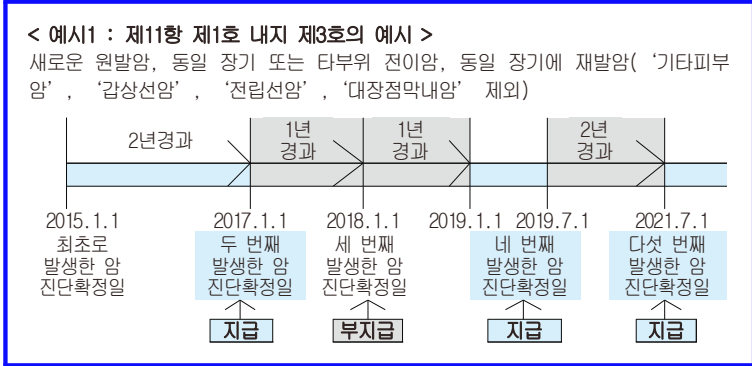 < 예시1 : 제11항 제1호 내지 제3호의 예시 >
새로운 원발암, 동일 장기 또는 타부위 전이암, 동일 장기에 재발암( ‘기타피부
암’ , ‘갑상선암’ , ‘전립선암’ , ‘대장점막내암’ 제외)
2년경과
1년
경과
1년
경과
2년
경과
2015.1.1
최초로
발생한 암
진단확정일
2017.1.1
두 번째
발생한 암
진단확정일
지급
2018.1.1
세 번째
발생한 암
진단확정일
부지급
2019.1.1
2019.7.1
네 번째
발생한 암
진단확정일
지급
2021.7.1
다섯 번째
발생한 암
진단확정일
지급